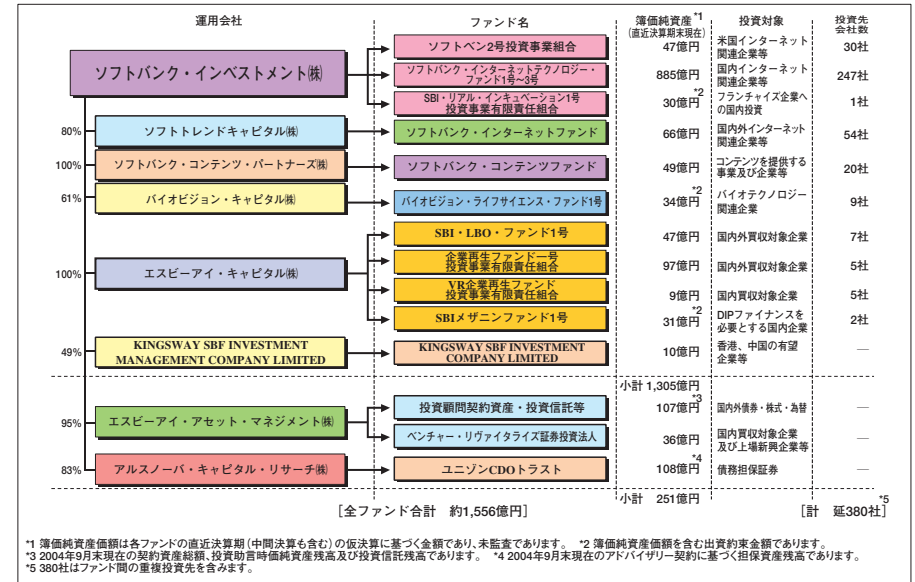 運用会社 ファンド名 簿価純資産*1 投資対象 投資先
(直近決算期末現在) 会社数
ソフトバンク・インベストメント㈱
ソフトベン2号投資事業組合 47億円 米国インターネット 30社
関連企業等
ソフトバンク・インターネットテクノロジー・ 885億円 国内インターネット 247社
ファンド1号~3号 関連企業等
SBI・リアル・インキュベーション1号 *2 30億円 フランチャイズ企業へ 1社
投資事業有限責任組合 の国内投資
80% ソフトトレンドキャピタル㈱ ソフトバンク・インターネットファンド 66億円 国内外インターネット 54社
関連企業等
100% ソフトバンク・コンテンツ・パートナーズ㈱ ソフトバンク・コンテンツファンド 49億円 コンテンツを提供する 20社
事業及び企業等
61% バイオビジョン・キャピタル㈱ バイオビジョン・ライフサイエンス・ファンド1号 *2 34億円 バイオテクノロジー 9社
関連企業
100% エスビーアイ・キャピタル㈱
SBI・LBO・ファンド1号 47億円 国内外買収対象企業 7社
企業再生ファンド一号 97億円 国内外買収対象企業 5社
投資事業有限責任組合
VR企業再生ファンド 9億円 国内買収対象企業 5社
投資事業有限責任組合
SBIメザニンファンド1号 *2 31億円 DIPファイナンスを 2社
必要とする国内企業
49% KINGSWAY SBF INVESTMENT KINGSWAY SBF INVESTMENT 10億円 香港、中国の有望 —
MANAGEMENT COMPANY LIMITED COMPANY LIMITED 企業等
小計 1,305億円
95% エスビーアイ・アセット・マネジメント㈱
投資顧問契約資産・投資信託等 *3 107億円 国内外債券・株式・為替 —
ベンチャー・リヴァイタライズ証券投資法人 36億円 国内買収対象企業 —
及び上場新興企業等
83% アルスノーバ・キャピタル・リサーチ㈱ ユニゾンCDOトラスト *4 108億円 債務担保証券 —
小計 251億円
[全ファンド合計 約1,556億円] [計 延380社]*5
*1 簿価純資産価額は各ファンドの直近決算期(中間決算も含む)の仮決算に基づく金額であり、未監査であります。 *2 簿価純資産価額を含む出資約束金額であります。
*3 2004年9月末現在の契約資産総額、投資助言時価純資産残高及び投資信託残高であります。 *4 2004年9月末現在のアドバイザリー契約に基づく担保資産残高であります。
*5 380社はファンド間の重複投資先を含みます。